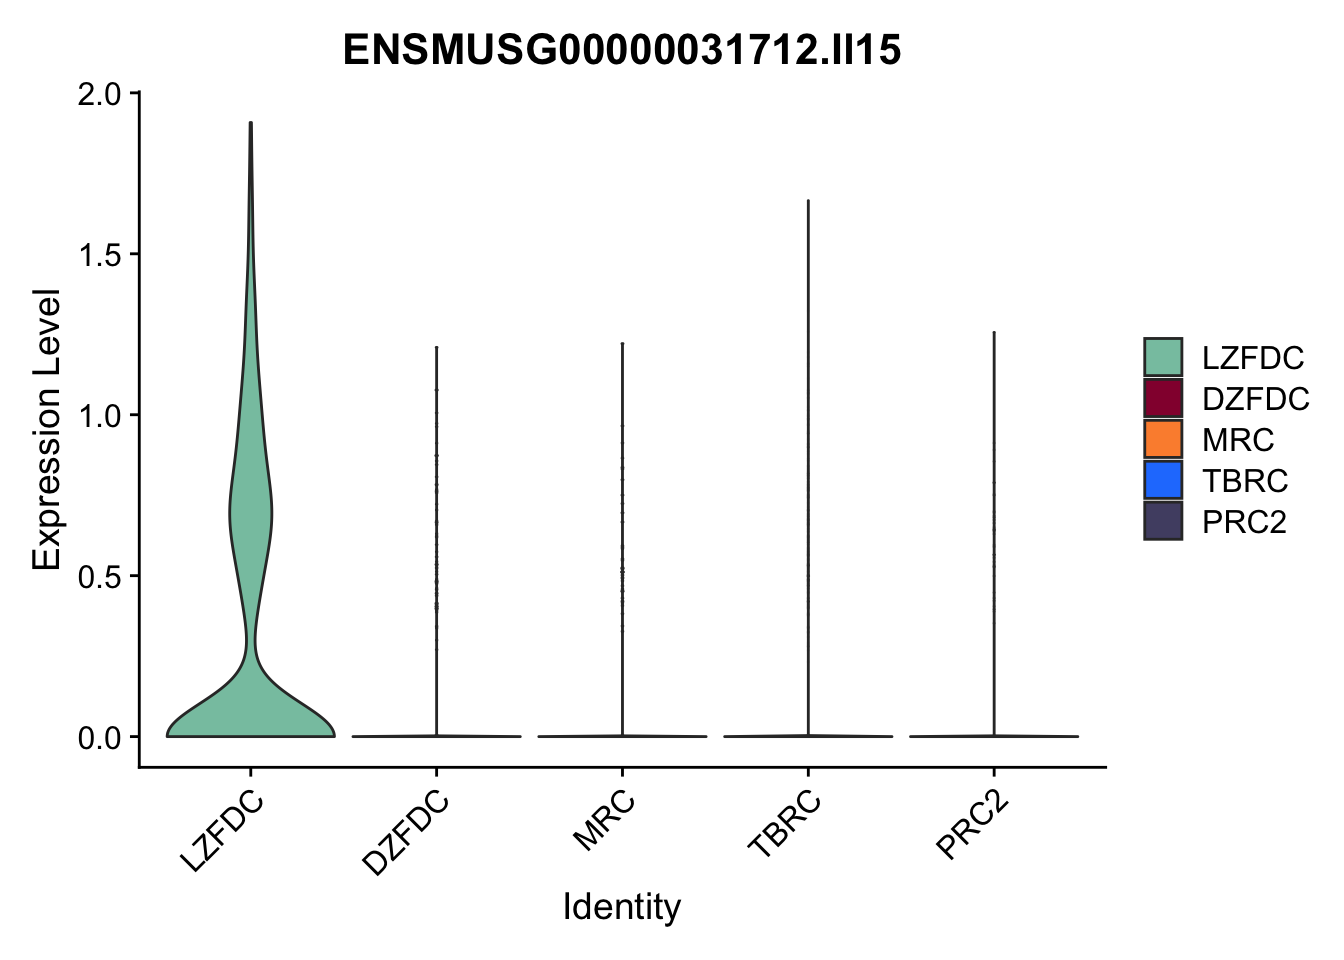 ENSMUSG00000031712.Il15
Expression Level
2.0
1.5
1.0
0.5
0.0
LZFDC
DZFDC
MRC
TBRC
PRC2
Identity
LZFDC
DZFDC
MRC
TBRC
PRC2